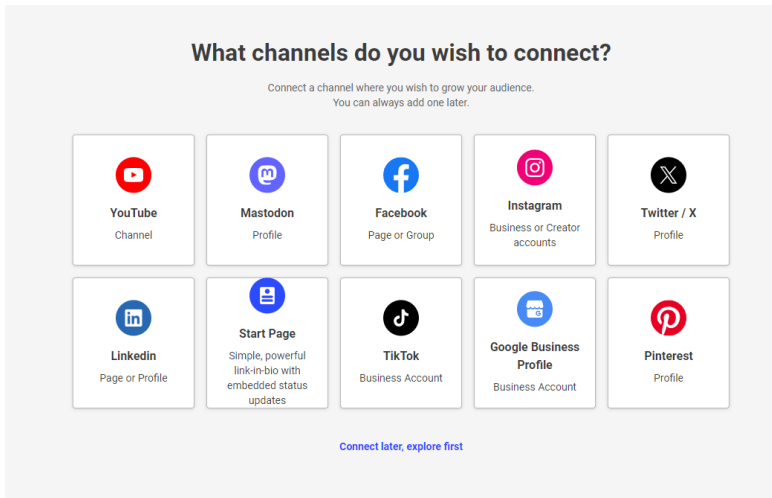 What channels do you wish to connect?
Connect a channel where you wish to grow your audience.
You can always add one later.
YouTube
Channel
Mastodon
Profile
Facebook
Page or Group
Instagram
Business or Creator
accounts
Twitter / X
Profile
Linkedin
Page or Profile
Start Page
Simple, powerful
link-in-bio with
embedded status
updates
TikTok
Business Account
Google Business
Profile
Business Account
Pinterest
Profile
Connect later, explore first